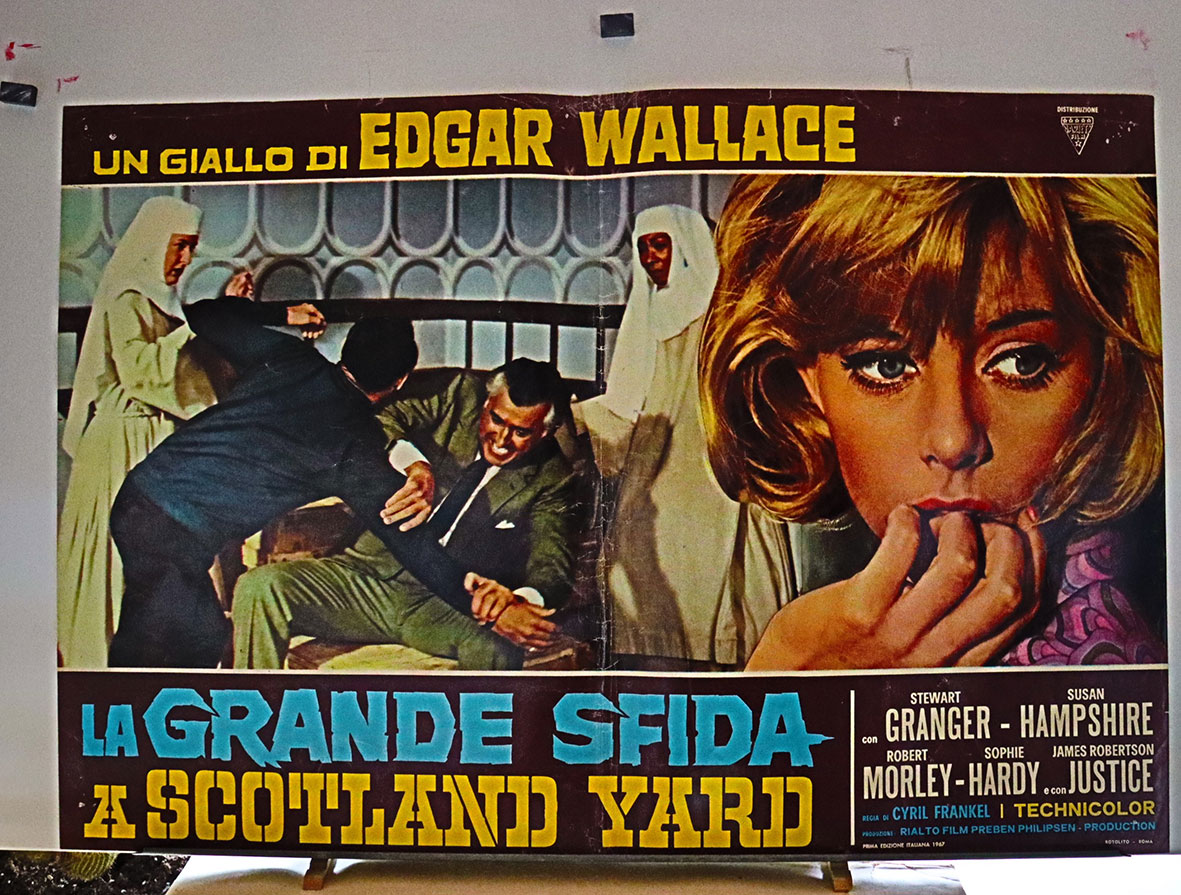 UN GIALLO DI EDGAR WALLACE
DISTRIBUZIONE
LA GRANDE SFIDA
A SCOTLAND YARD
con STEWART GRANGER - SUSAN HAMPSHIRE
ROBERT MORLEY - SOPHIE HARDY e con JAMES ROBERTSON JUSTICE
REGIA DI CYRIL FRANKEL | TECHNICOLOR
PRODUZIONE: RIALTO FILM PREBEN PHILIPSEN - PRODUCTION
PRIMA EDIZIONE ITALIANA 1967
ROTOLITO - ROMA